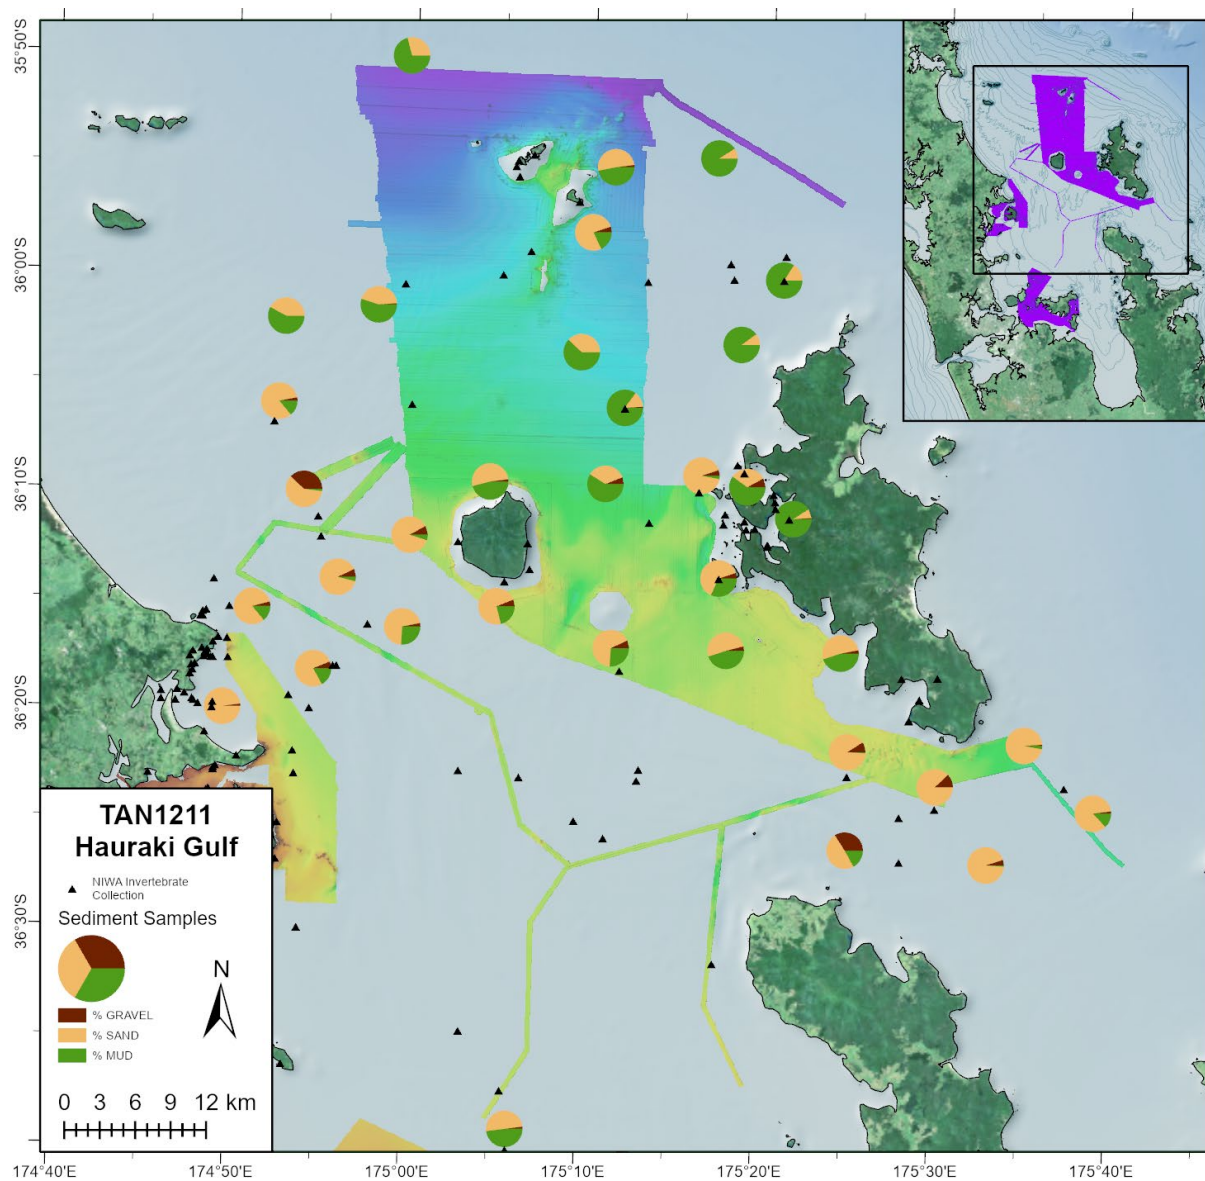 35°50'S
36°00'S
36°10'S
36°20'S
36°30'S
TAN1211
Hauraki Gulf
NIWA Invertebrate
Collection
Sediment Samples
N
% GRAVEL
% SAND
% MUD
0 3 6 9 12 km
174°40'E 174°50'E 175°00'E 175°10'E 175°20'E 175°30'E 175°40'E